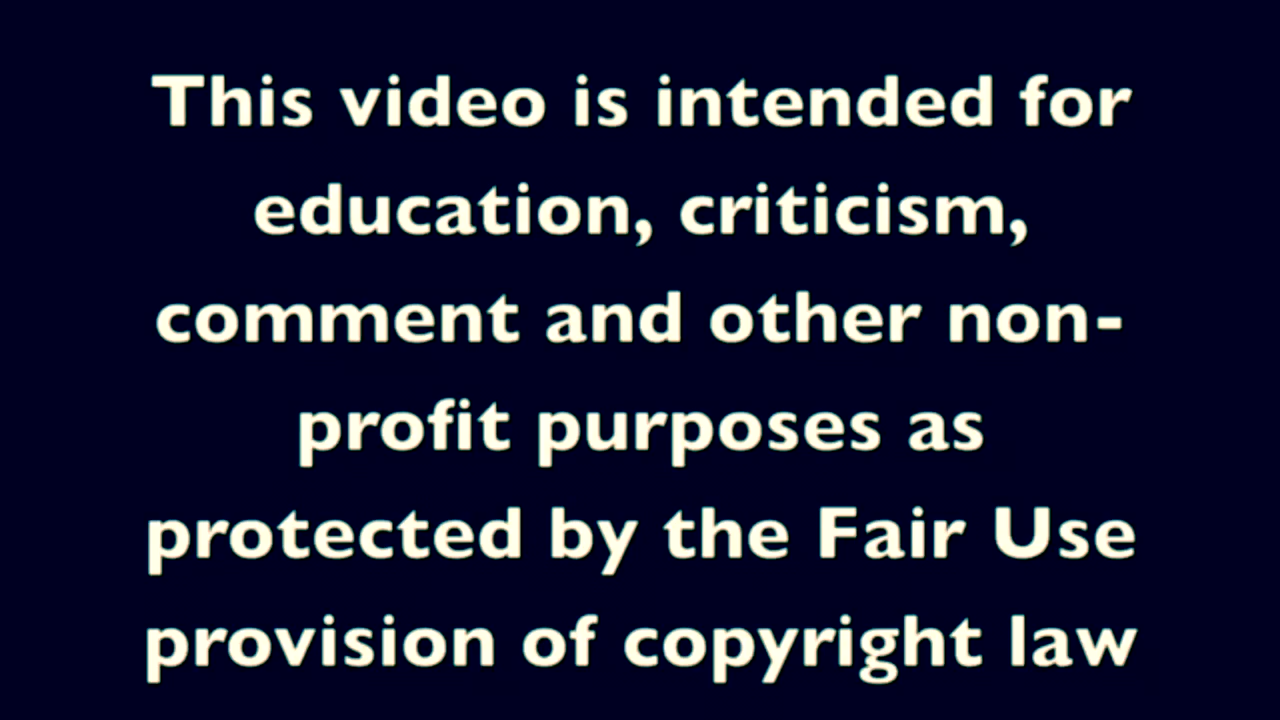 This video is intended for
education, criticism,
comment and other non-
profit purposes as
protected by the Fair Use
provision of copyright law